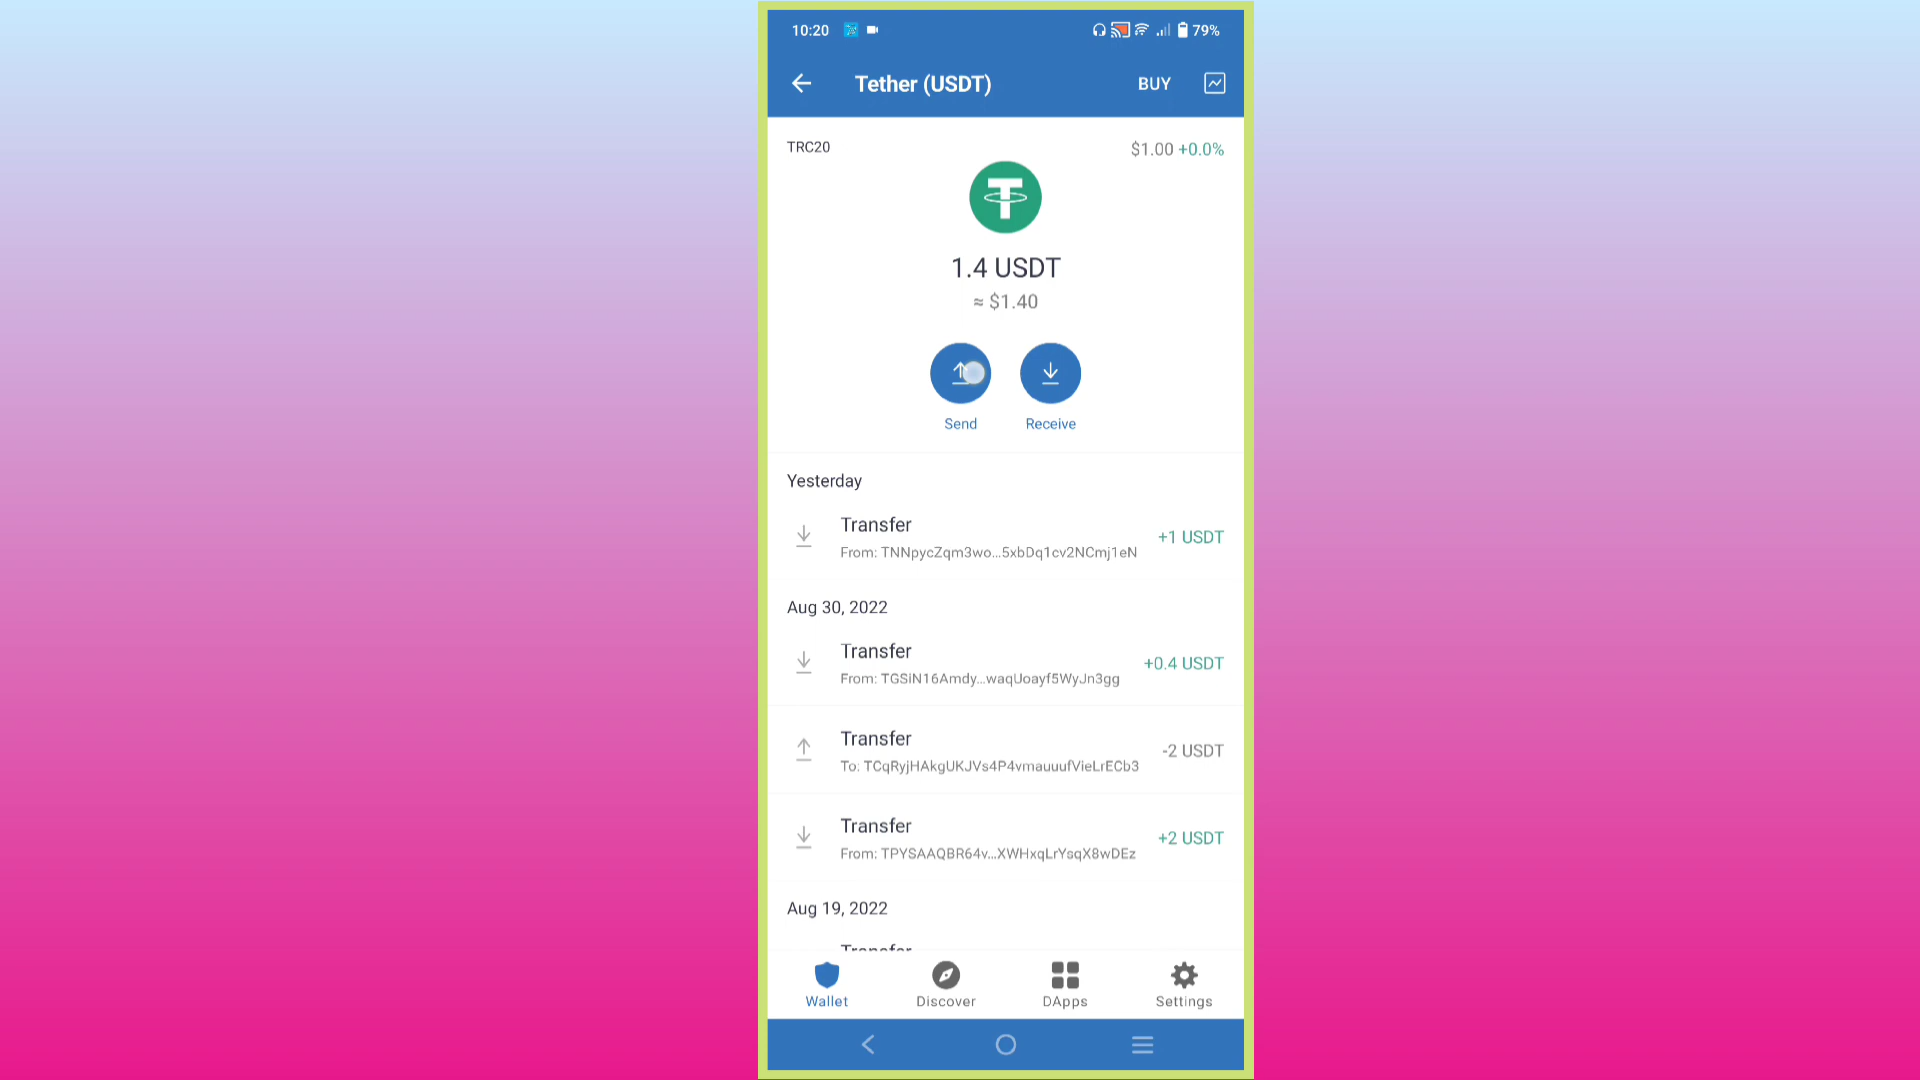 10:20
79%
Tether (USDT)
BUY
TRC20
$1.00 +0.0%
1.4 USDT
≈ $1.40
Send
Receive
Yesterday
Transfer
+1 USDT
From: TNNpycZqm3wo...5xbDq1cv2NCmj1eN
Aug 30, 2022
Transfer
+0.4 USDT
From: TGSiN16Amdy...waqUoayf5WyJn3gg
Transfer
-2 USDT
To: TCqRyjHAkgUKJVs4P4vmauuufVieLrECb3
Transfer
+2 USDT
From: TPYSAAQBR64v...XWHxqLrYsqX8wDEz
Aug 19, 2022
Transfer
Wallet
Discover
DApps
Settings